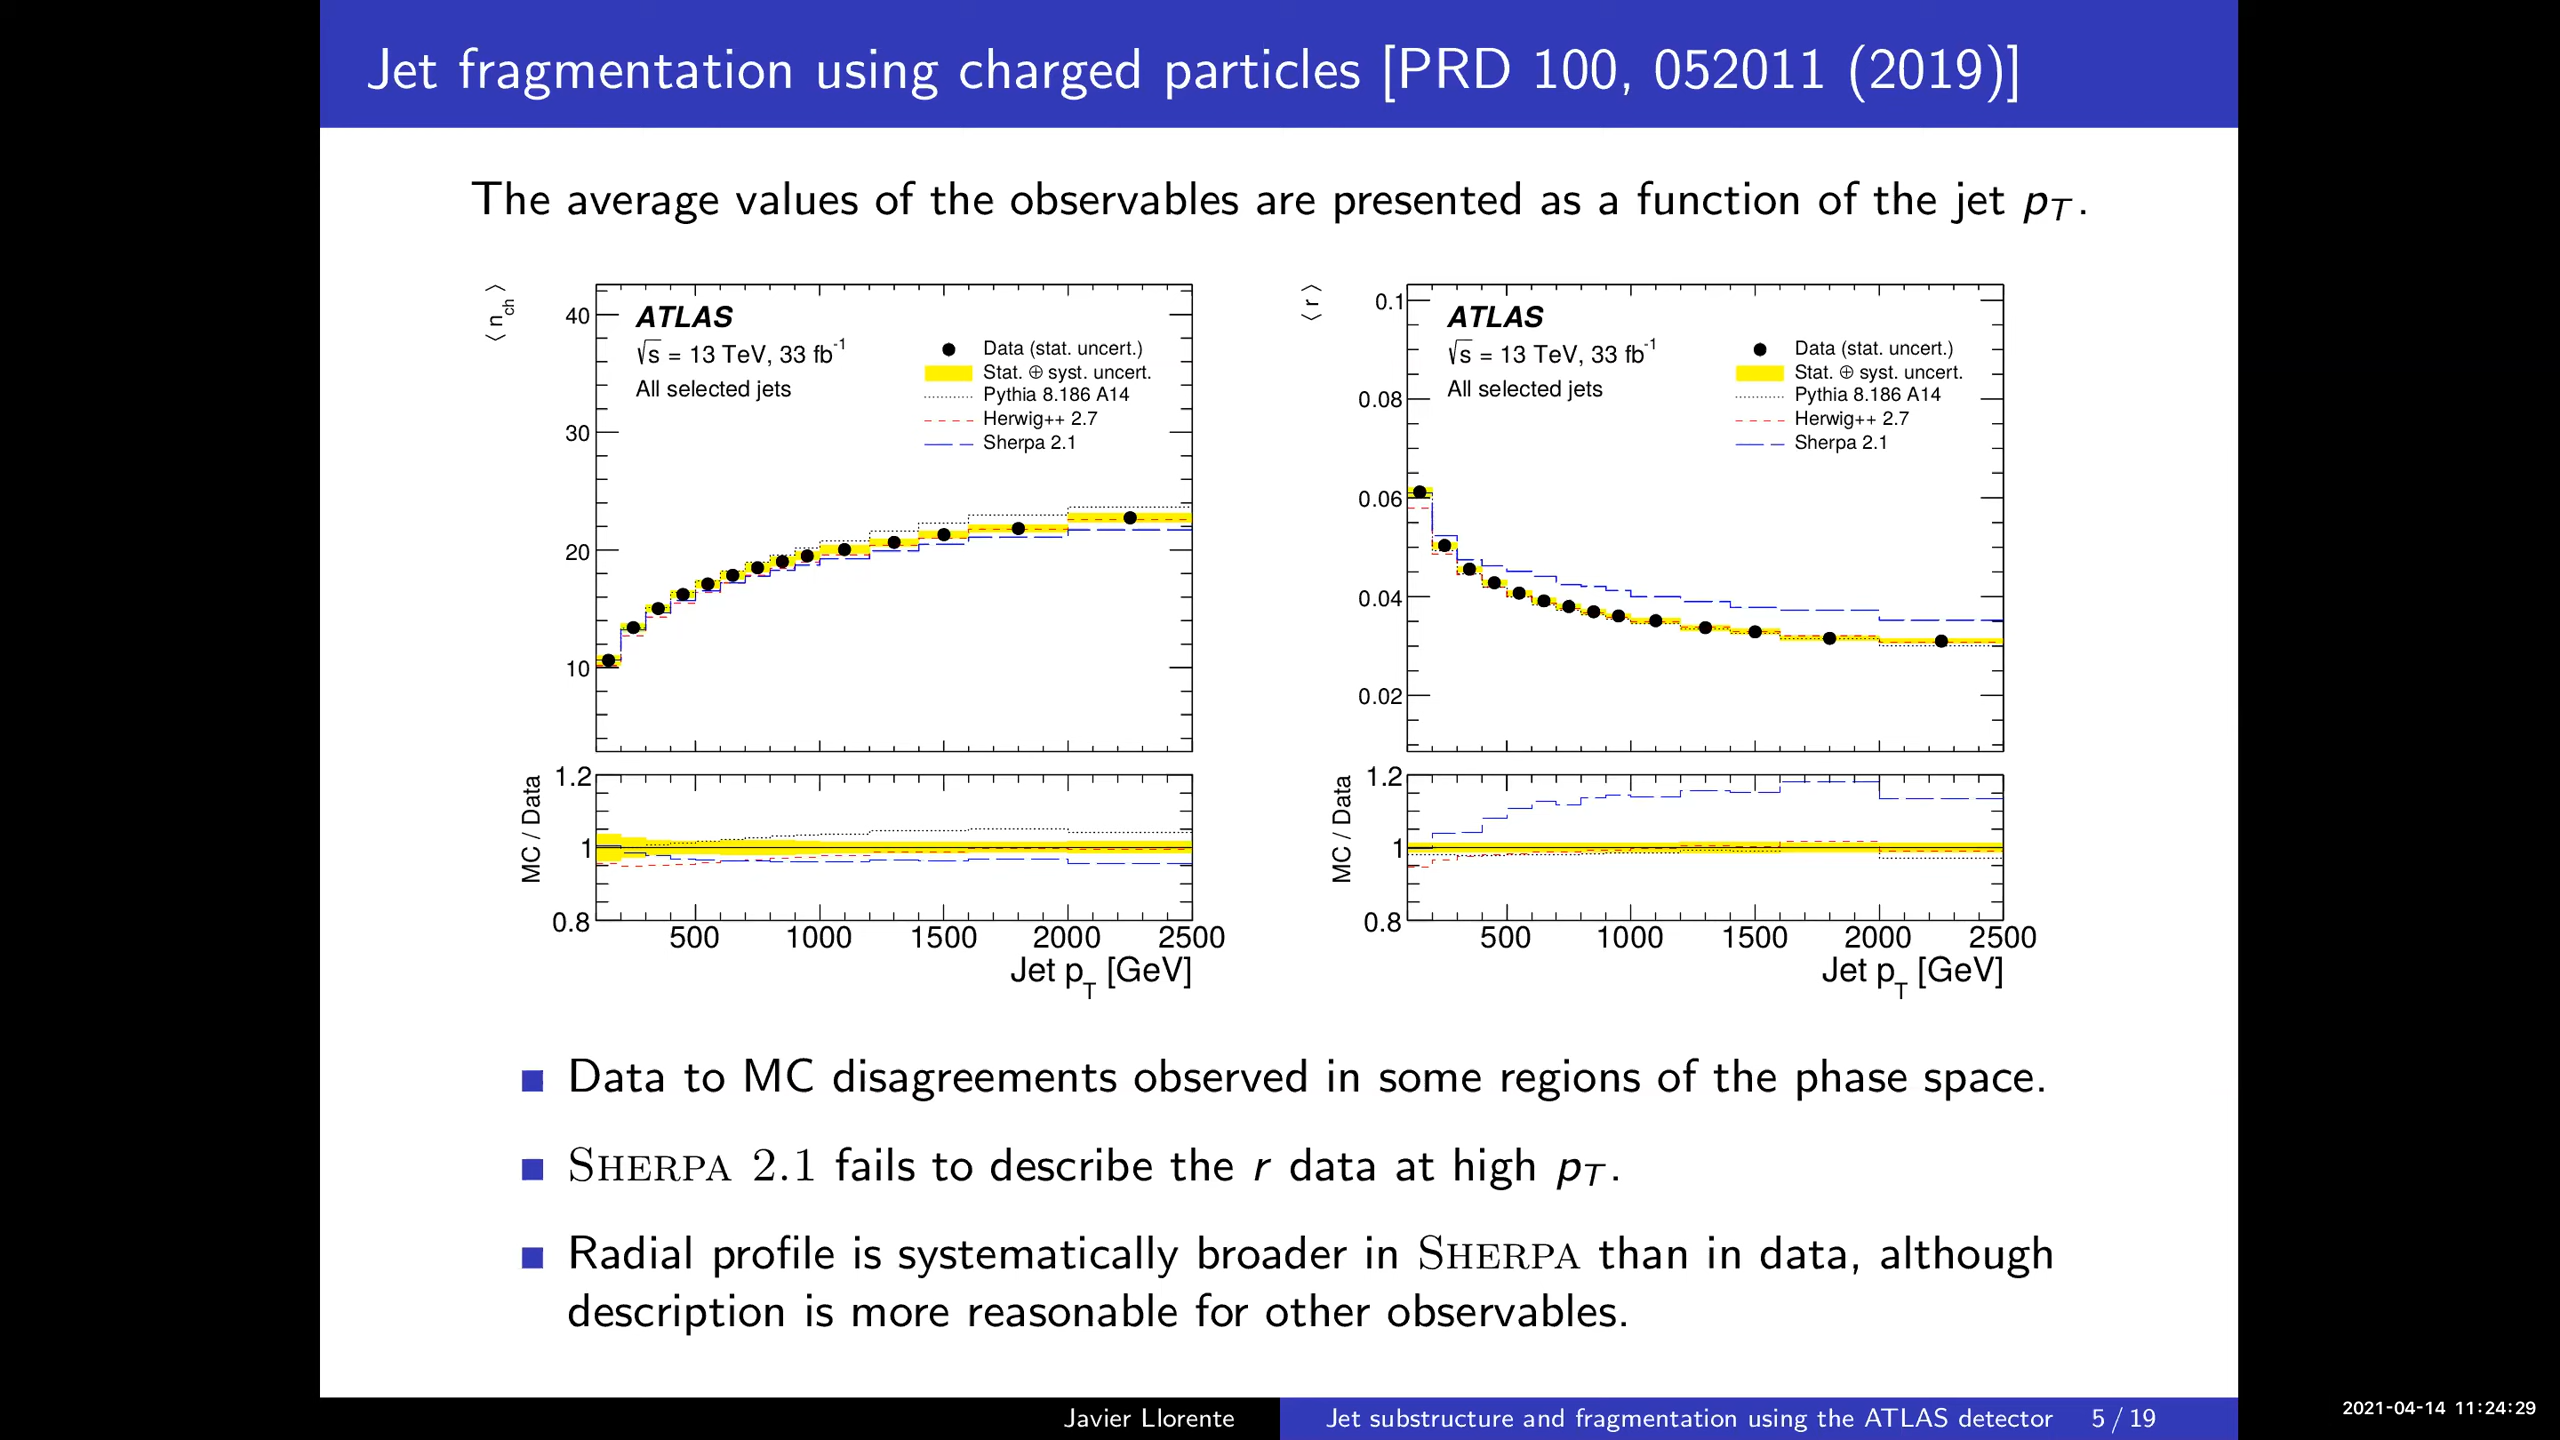 Jet fragmentation using charged particles [PRD 100, 052011 (2019)]
The average values of the observables are presented as a function of the jet pT.
⟨ nch ⟩
40
30
20
10
ATLAS
√s = 13 TeV, 33 fb-1
All selected jets
Data (stat. uncert.)
Stat. ⊕ syst. uncert.
Pythia 8.186 A14
Herwig++ 2.7
Sherpa 2.1
MC / Data
1.2
1
0.8
500 1000 1500 2000 2500
Jet pT [GeV]
⟨ r ⟩
0.1
0.08
0.06
0.04
0.02
ATLAS
√s = 13 TeV, 33 fb-1
All selected jets
Data (stat. uncert.)
Stat. ⊕ syst. uncert.
Pythia 8.186 A14
Herwig++ 2.7
Sherpa 2.1
MC / Data
1.2
1
0.8
500 1000 1500 2000 2500
Jet pT [GeV]
Data to MC disagreements observed in some regions of the phase space.
Sherpa 2.1 fails to describe the r data at high pT.
Radial profile is systematically broader in Sherpa than in data, although
description is more reasonable for other observables.
Javier Llorente
Jet substructure and fragmentation using the ATLAS detector 5 / 19
2021-04-14 11:24:29